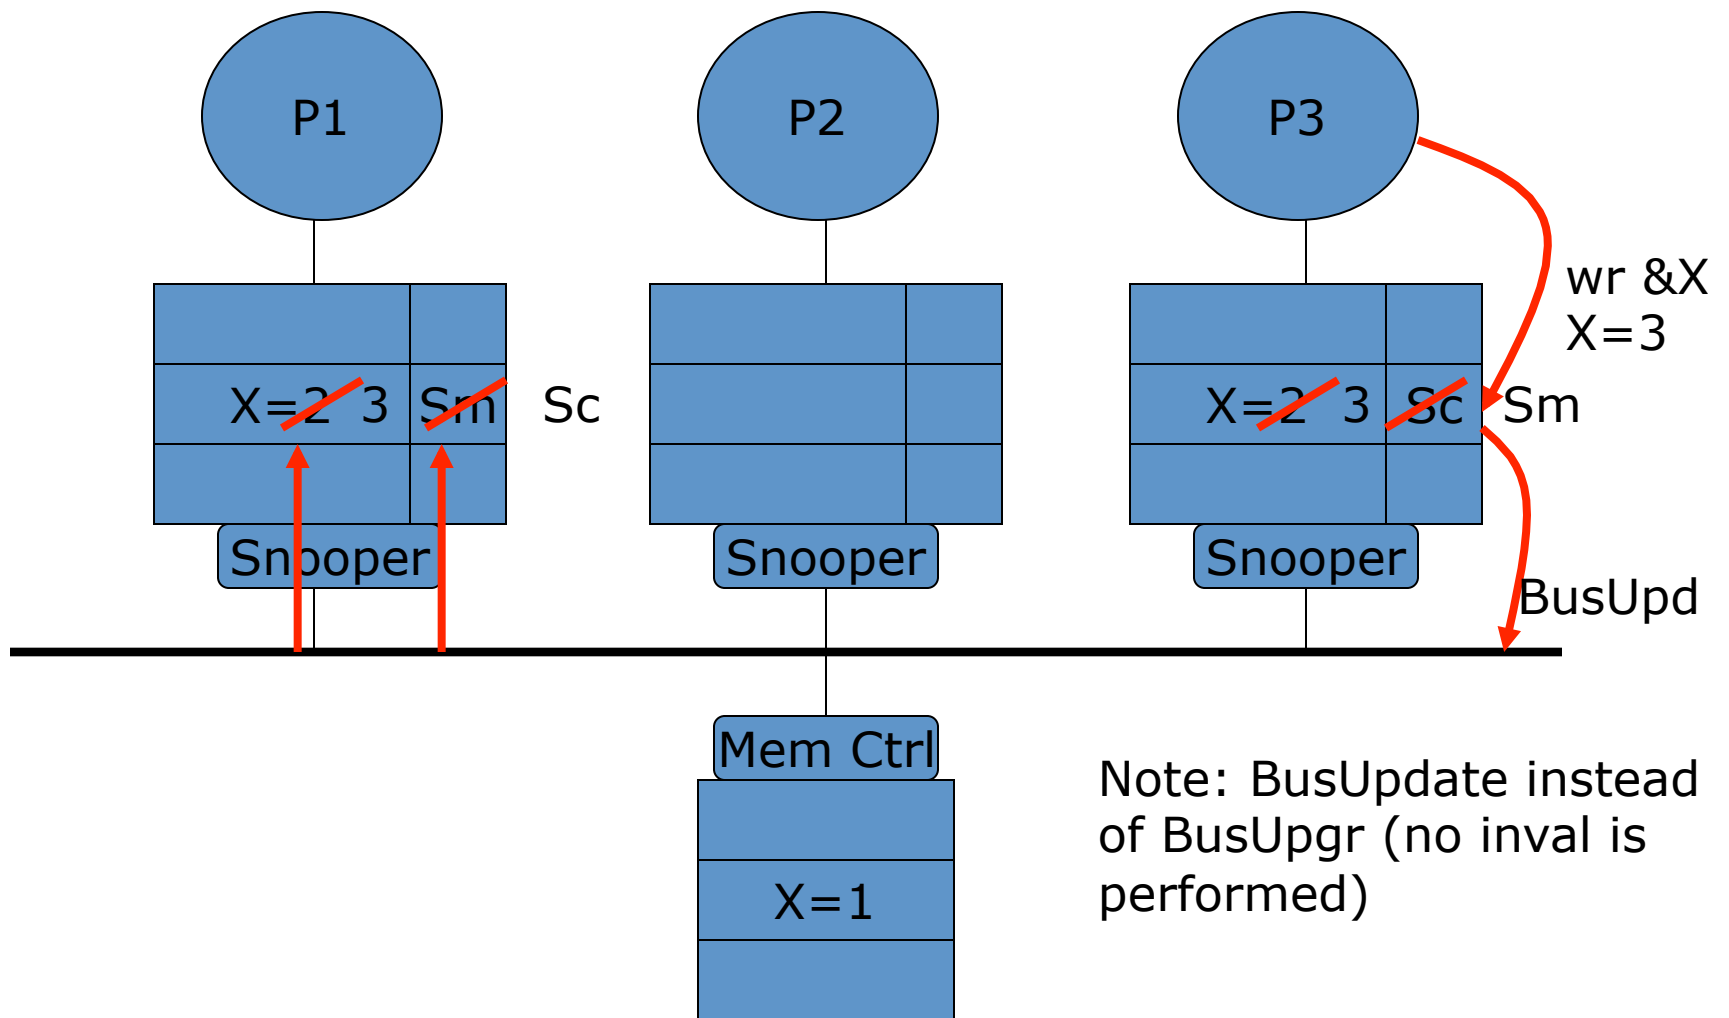 P1
P2
P3
wr &X
X=3
X=2 3 Sm Sc
X=2 3 Sc Sm
Snooper
Snooper
Snooper
BusUpd
Mem Ctrl
X=1
Note: BusUpdate instead
of BusUpgr (no inval is
performed)